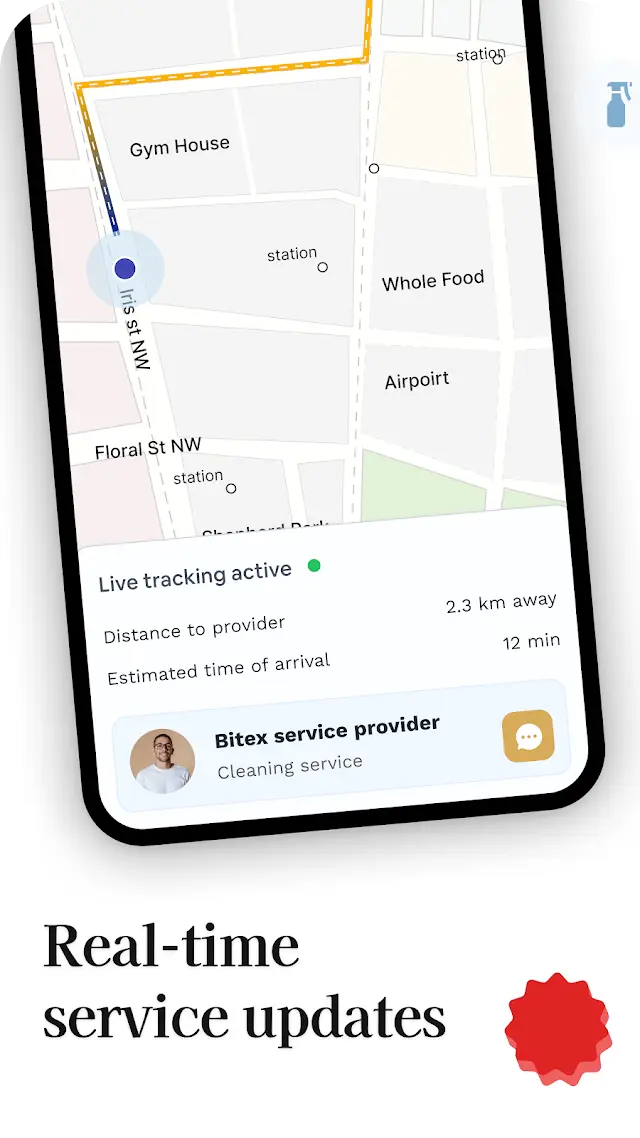 station
Gym House
station
Whole Food
Iris st NW
Airpoirt
Floral St NW
station
Shepherd Park
Live tracking active
Distance to provider
2.3 km away
Estimated time of arrival
12 min
Bitex service provider
Cleaning service
Real-time
service updates